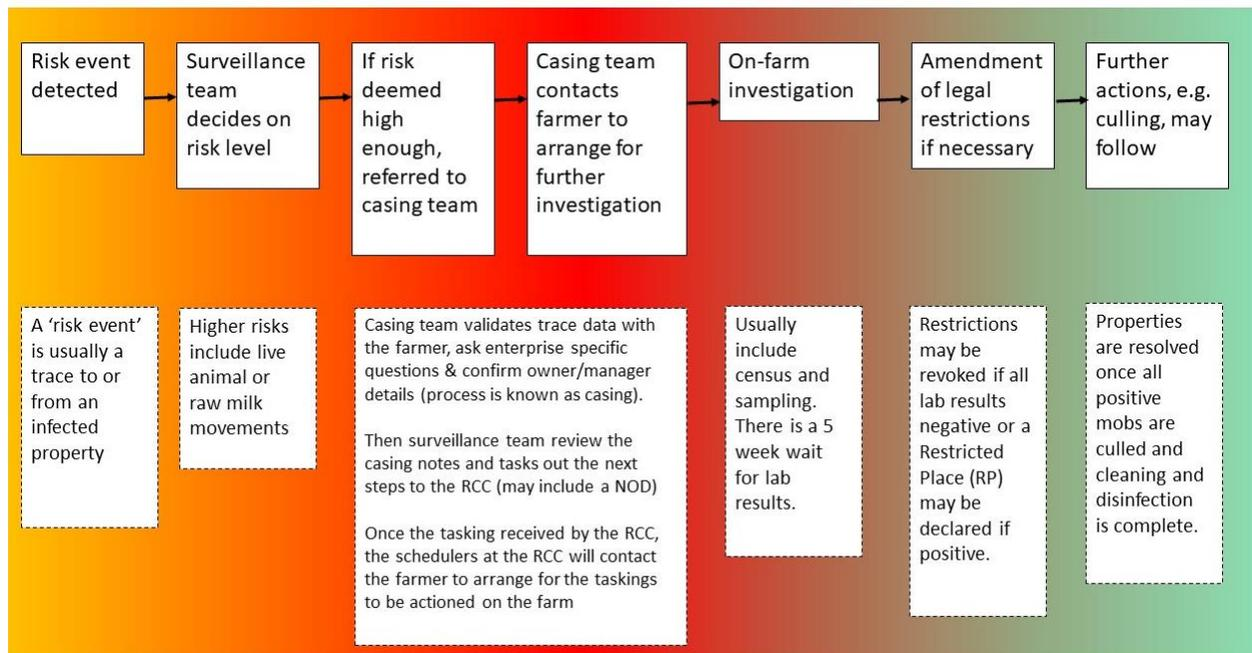 Risk event
detected
Surveillance
team
decides on
risk level
If risk
deemed
high
enough,
referred to
casing team
Casing team
contacts
farmer to
arrange for
further
investigation
On-farm
investigation
Amendment
of legal
restrictions
if necessary
Further
actions, e.g.
culling, may
follow
A ‘risk event’
is usually a
trace to or
from an
infected
property
Higher risks
include live
animal or
raw milk
movements
Casing team validates trace data with
the farmer, ask enterprise specific
questions & confirm owner/manager
details (process is known as casing).
Then surveillance team review the
casing notes and tasks out the next
steps to the RCC (may include a NOD)
Once the tasking received by the RCC,
the schedulers at the RCC will contact
the farmer to arrange for the taskings
to be actioned on the farm
Usually
include
census and
sampling.
There is a 5
week wait
for lab
results.
Restrictions
may be
revoked if all
lab results
negative or a
Restricted
Place (RP)
may be
declared if
positive.
Properties
are resolved
once all
positive
mobs are
culled and
cleaning and
disinfection
is complete.